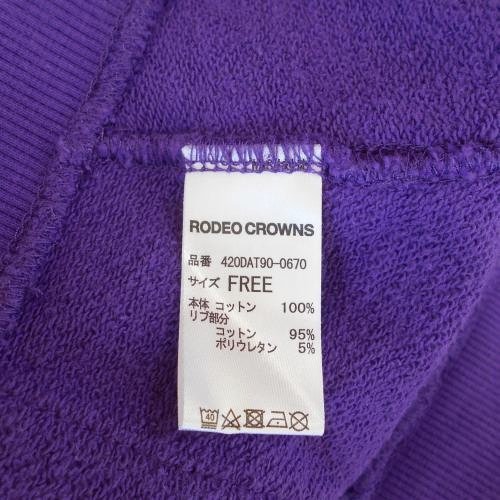 RODEO CROWNS
品番 420DAT90-0670
サイズ FREE
本体 コットン 100%
リブ部分
コットン 95%
ポリウレタン 5%
40